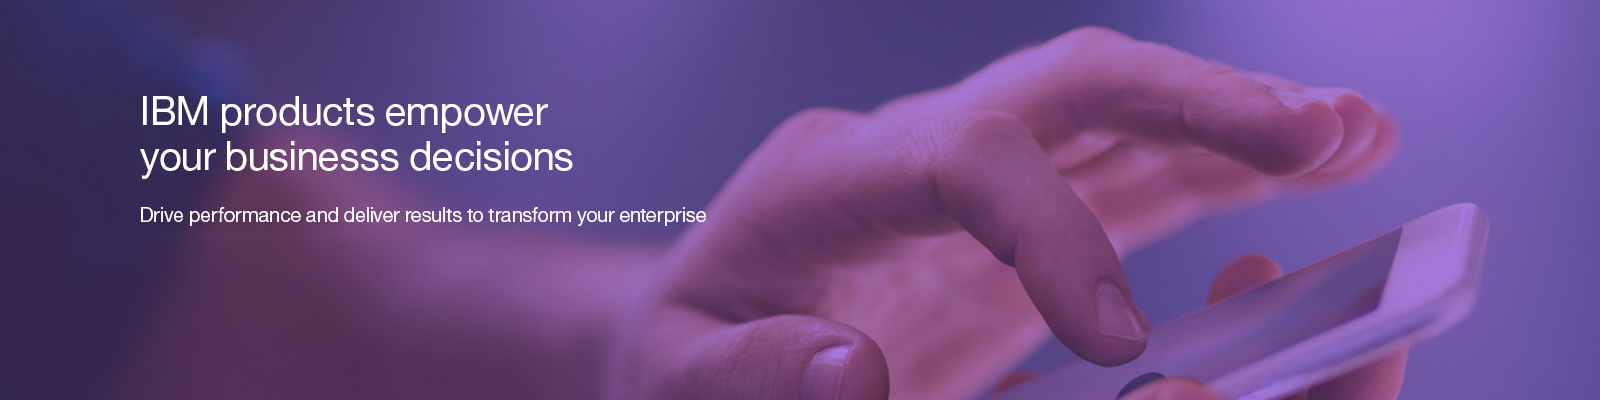 IBM products empower
your businesss decisions
Drive performance and deliver results to transform your enterprise